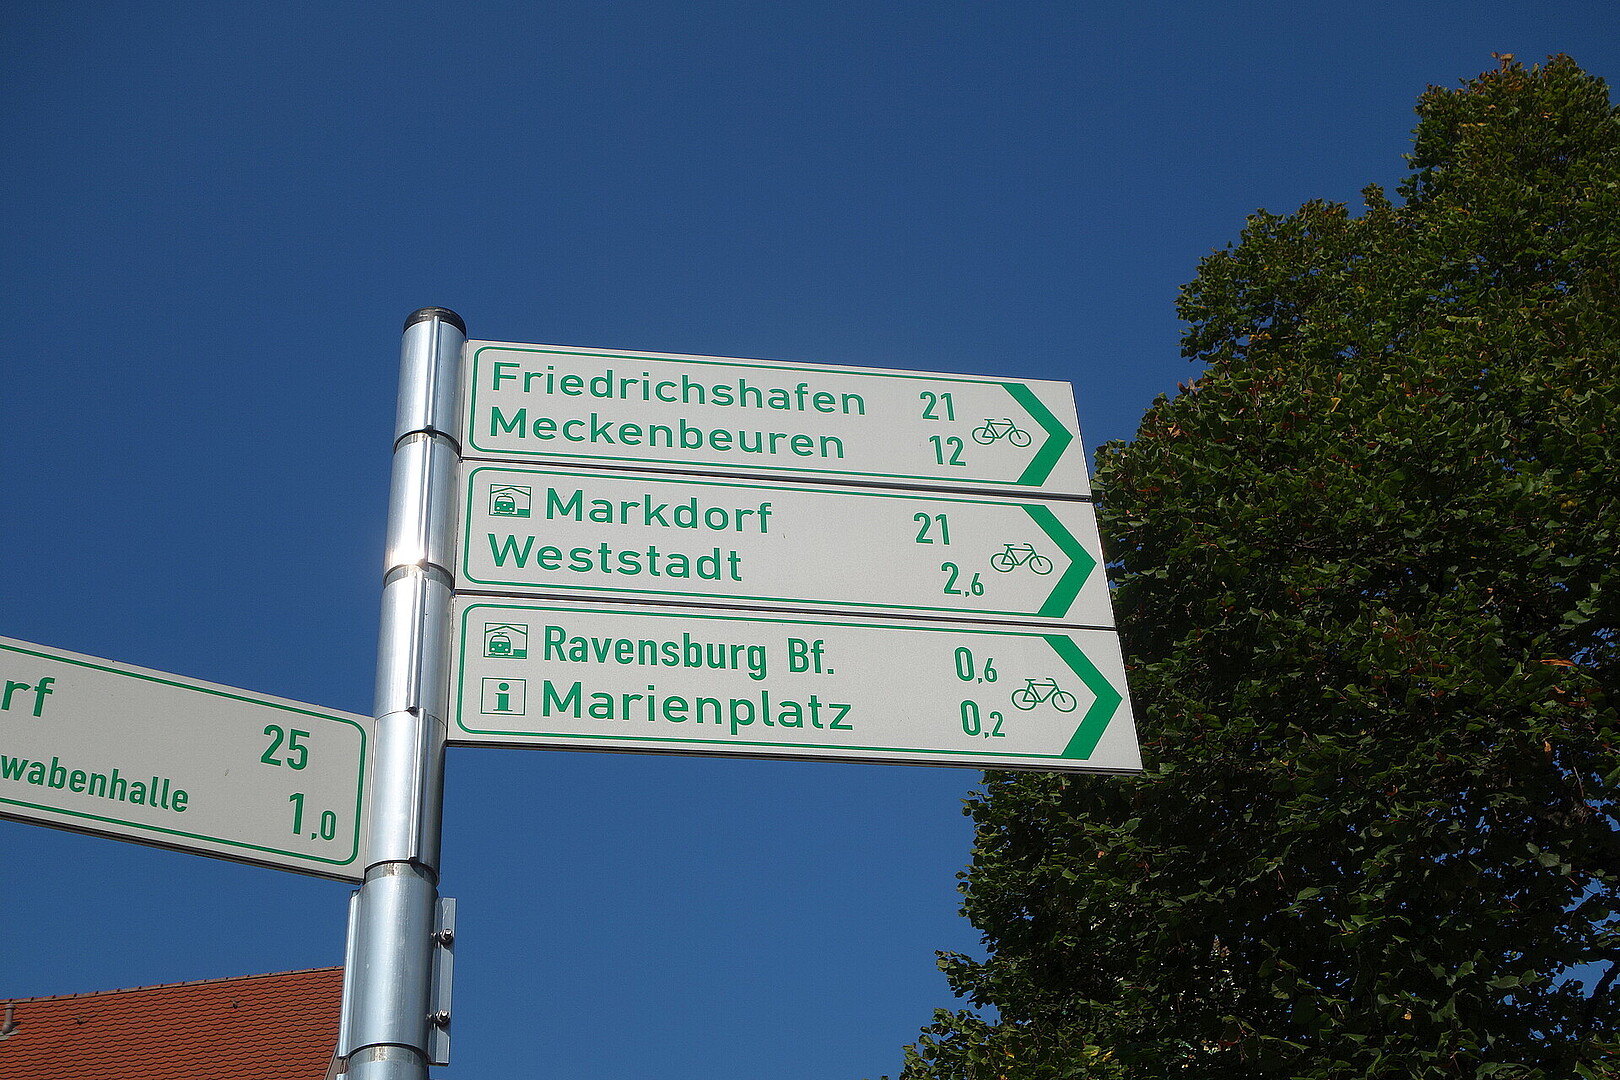 Friedrichshafen 21
Meckenbeuren 12
Markdorf 21
Weststadt 2,6
Ravensburg Bf. 0,6
i Marienplatz 0,2
rf 25
wabenhalle 1,0